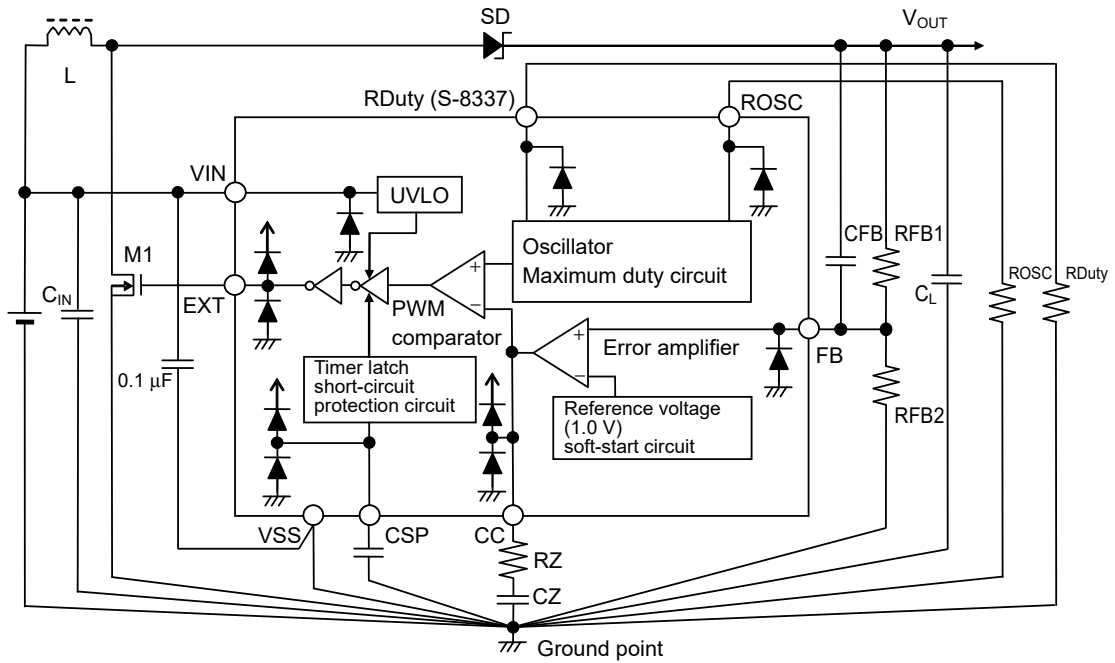 SD
VOUT
L
RDuty (S-8337)
ROSC
VIN
UVLO
M1
CIN
EXT
Oscillator
Maximum duty circuit
CFB
RFB1
CL
ROSC
RDuty
+
−
PWM
comparator
+
−
Error amplifier
FB
0.1 µF
Timer latch
short-circuit
protection circuit
Reference voltage
(1.0 V)
soft-start circuit
RFB2
VSS
CSP
CC
RZ
CZ
Ground point